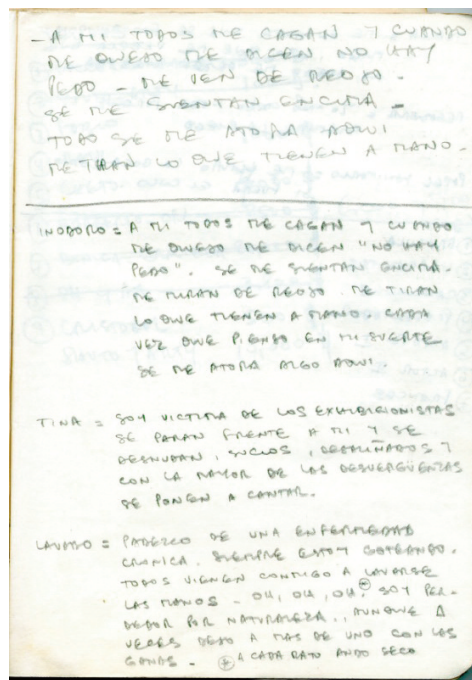 - A MI TODOS ME CAGAN Y CUANDO
ME QUEJO ME DICEN NO HAY
PEDO - ME VEN DE REOJO.
SE ME SIENTAN ENCIMA -
TODO SE ME ATORA AQUI
ME TIRAN LO QUE TIENEN A MANO.
INODORO = A MI TODOS ME CAGAN Y CUANDO
ME QUEJO ME DICEN "NO HAY
PEDO". SE ME SIENTAN ENCIMA.
ME MIRAN DE REOJO. ME TIRAN
LO QUE TIENEN A MANO. CADA
VEZ QUE PIENSO EN MI SUERTE
SE ME ATORA ALGO AQUI.
TINA = SOY VICTIMA DE LOS EXHIBICIONISTAS
SE PARAN FRENTE A MI Y SE
DESNUDAN, SUCIOS, DESALIÑADOS Y
CON LA MAYOR DE LAS DESVERGÜENZAS
SE PONEN A CANTAR.
LAVABO = PADEZCO DE UNA ENFERMEDAD
CRONICA. SIEMPRE ESTOY GOTEANDO.
TODOS VIENEN CONMIGO A LAVARSE
LAS MANOS - OH, OH, OH. SOY PER-
DEDOR POR NATURALEZA., AUNQUE A
VECES DEJO A MAS DE UNO CON LAS
GANAS - A CADA RATO ANDO SECO